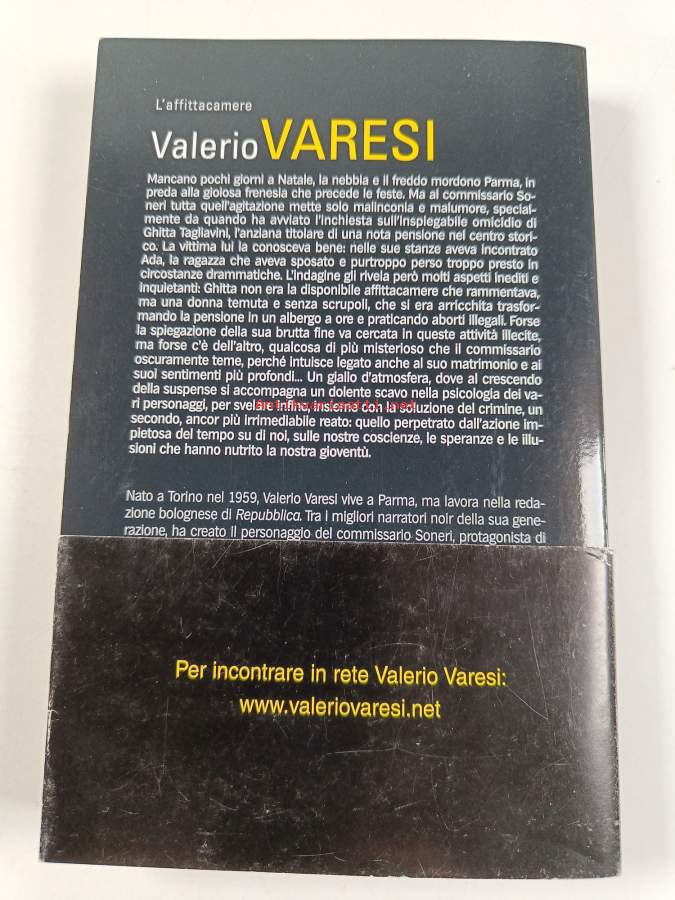 L'affittacamere
Valerio VARESI
Mancano pochi giorni a Natale, la nebbia e il freddo mordono Parma, in
preda alla gioiosa frenesia che precede le feste. Ma al commissario So-
neri tutta quell'agitazione mette solo malinconia e malumore, special-
mente da quando ha avviato l'inchiesta sull'inspiegabile omicidio di
Ghitta Tagliavini, l'anziana titolare di una nota pensione nel centro stori-
co. La vittima lui la conosceva bene: nelle sue stanze aveva incontrato
Ada, la ragazza che aveva sposato e purtroppo perso troppo presto in
circostanze drammatiche. L'indagine gli rivela però molti aspetti inediti e
inquietanti: Ghitta non era la disponibile affittacamere che rammentava,
ma una donna temuta e senza scrupoli, che si era arricchita trasfor-
mando la pensione in un albergo a ore e praticando aborti illegali. Forse
la spiegazione della sua brutta fine va cercata in queste attività illecite,
ma forse c'è dell'altro, qualcosa di più misterioso che il commissario
oscuramente teme, perché intuisce legato anche al suo matrimonio e ai
suoi sentimenti più profondi... Un giallo d'atmosfera, dove al crescendo
della suspense si accompagna un dolente scavo nella psicologia dei va-
ri personaggi, per svelare infine, insieme con la soluzione del crimine, un
secondo, ancor più irrimediabile reato: quello perpetrato dall'azione im-
pietosa del tempo su di noi, sulle nostre coscienze, le speranze e le illu-
sioni che hanno nutrito la nostra gioventù.
Nato a Torino nel 1959, Valerio Varesi vive a Parma, ma lavora nella reda-
zione bolognese di Repubblica. Tra i migliori narratori noir della sua gene-
razione, ha creato il personaggio del commissario Soneri, protagonista di
Per incontrare in rete Valerio Varesi:
www.valeriovaresi.net